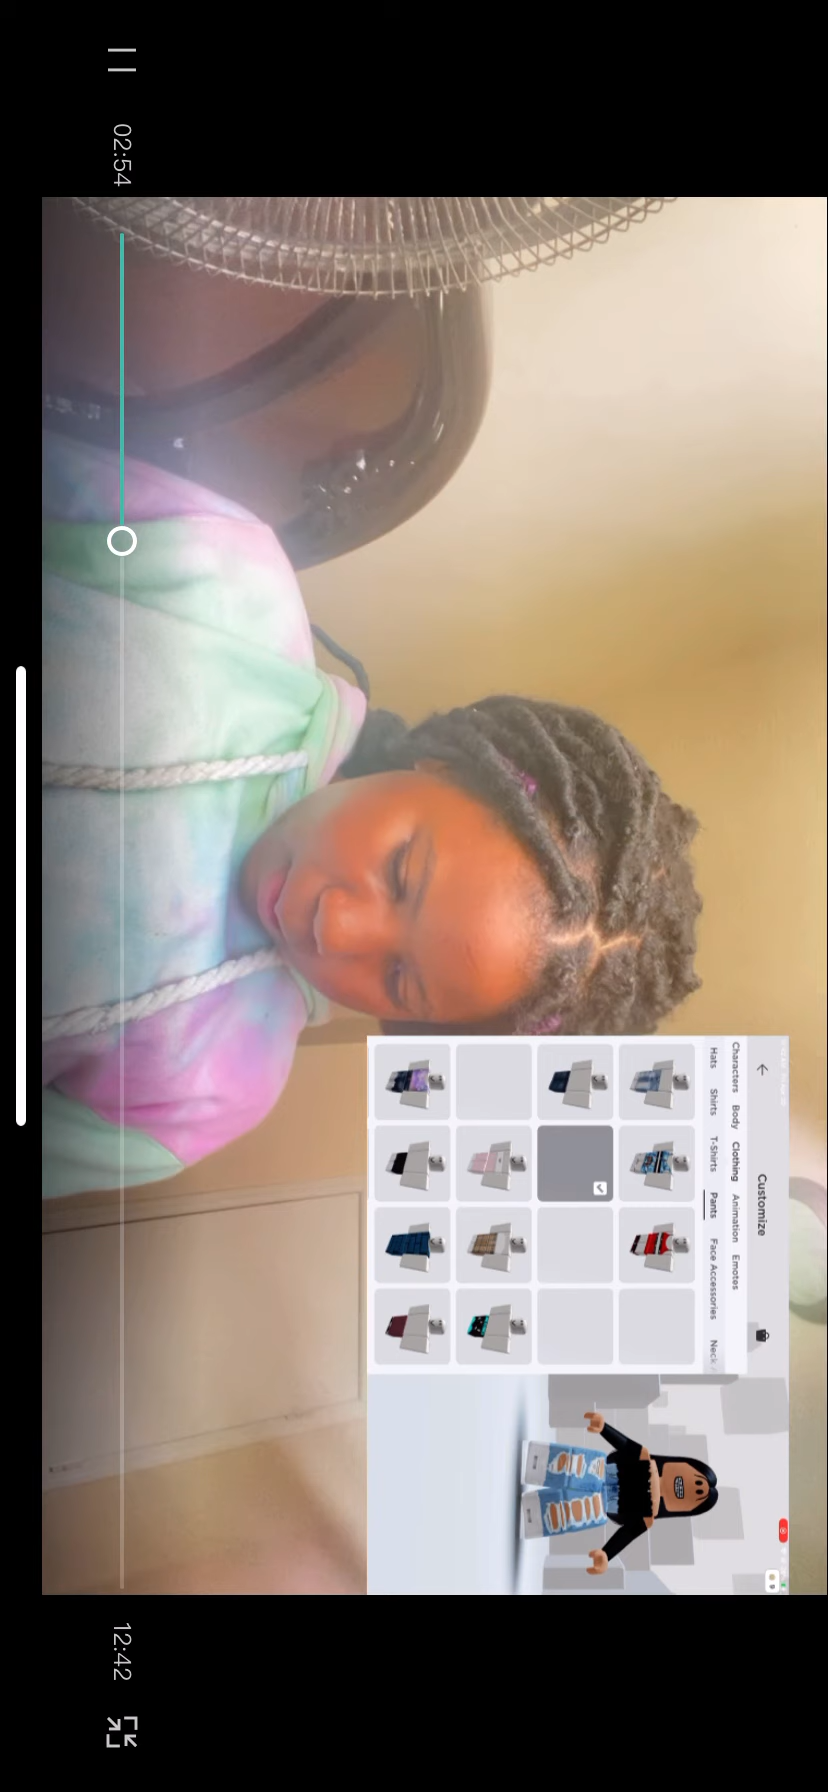 02:54
Customize
Characters Body Clothing Animation Emotes
Hats Shirts T-Shirts Pants Face Accessories Neck
12:42